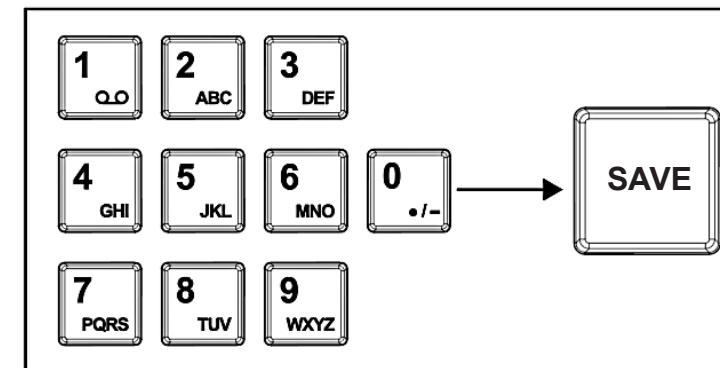 1 2 3
ABC DEF
4 5 6 0
GHI JKL MNO •/–
SAVE
7 8 9
PQRS TUV WXYZ